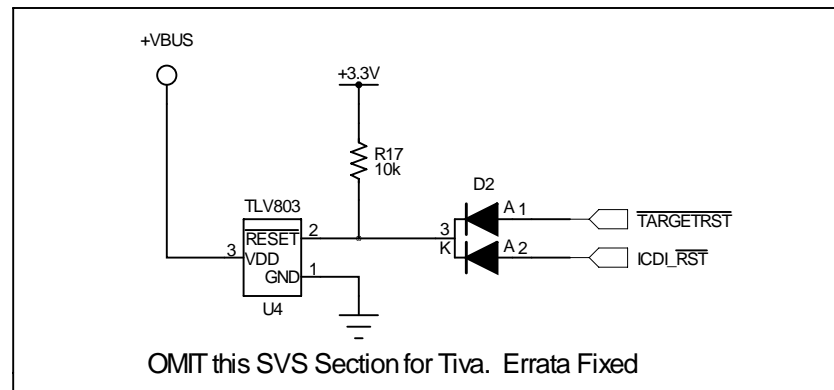 +VBUS
+3.3V
R17
10k
D2
TLV803
A 1
TARGETRST
2
RESET
3
3
VDD
K
A 2
ICDI_RST
1
GND
U4
OMIT this SVS Section for Tiva. Errata Fixed